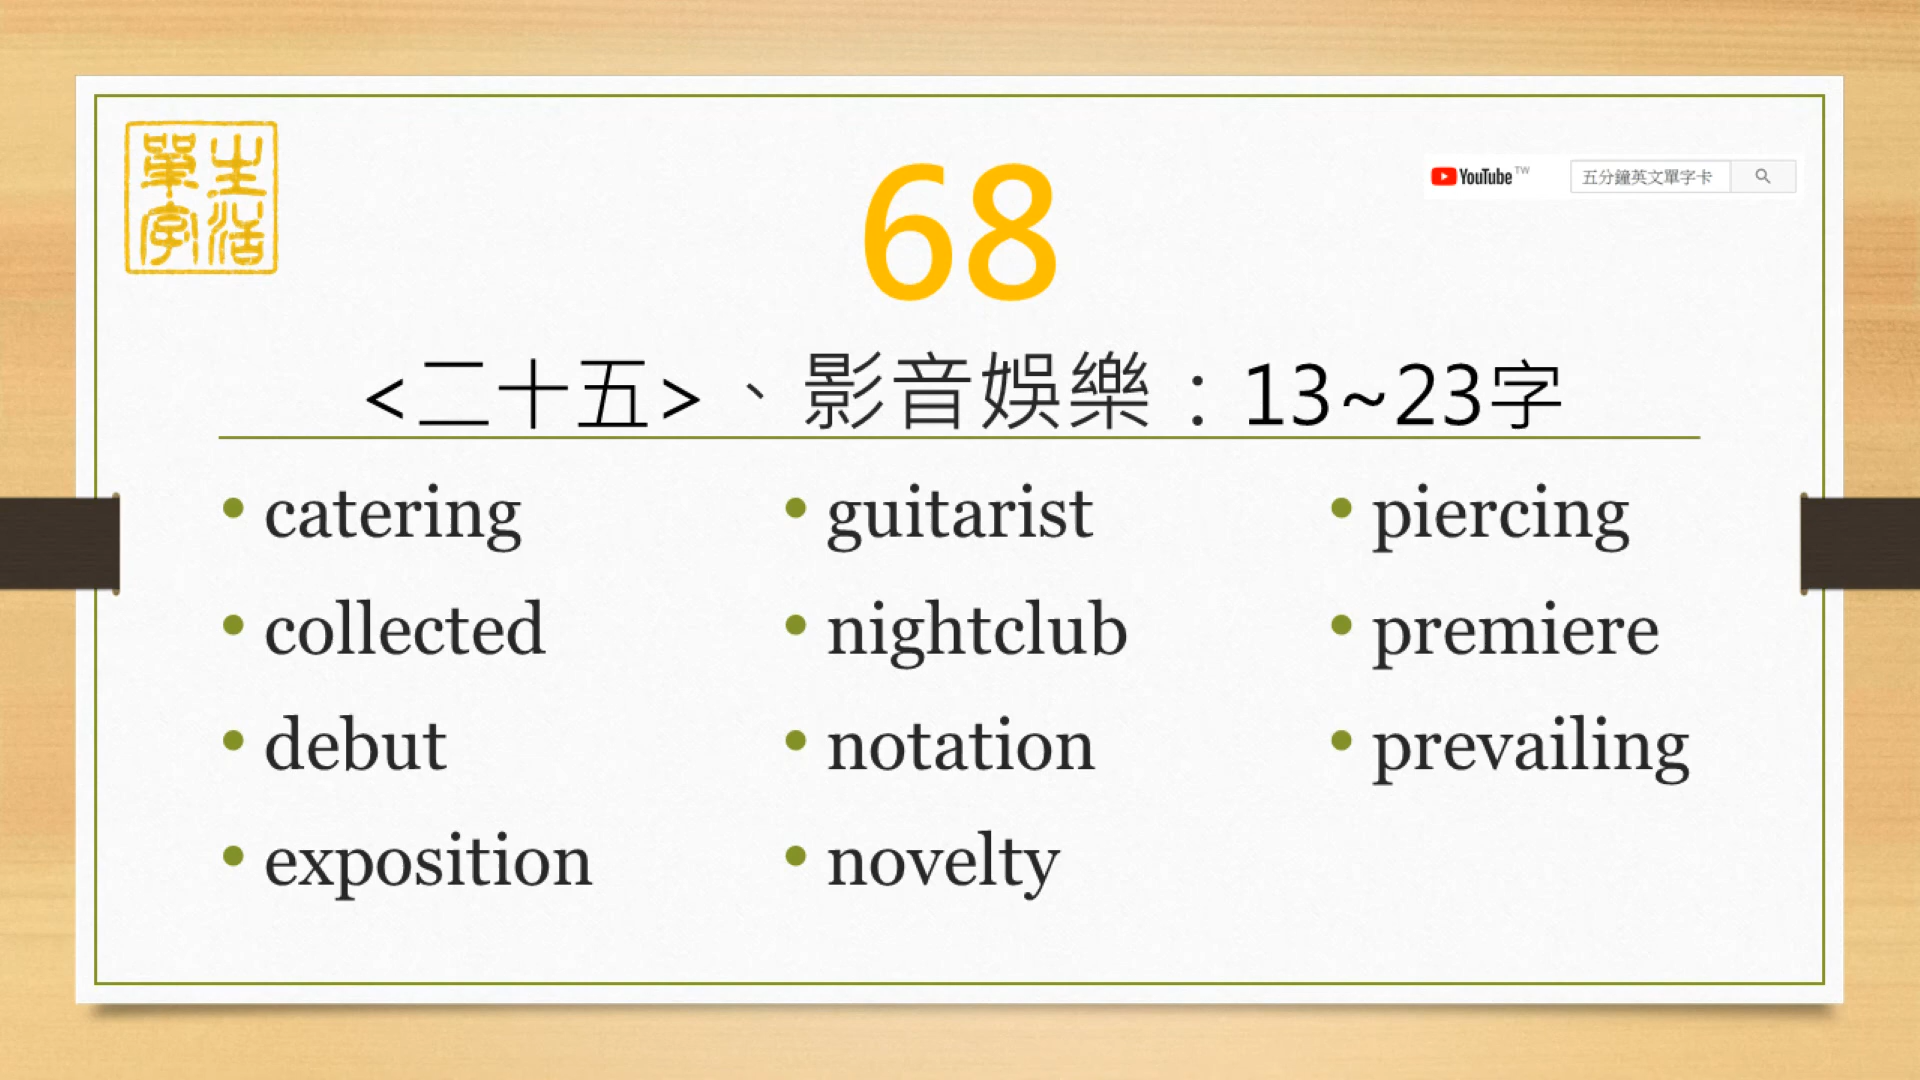 生活
單字
68
YouTube TW
五分鐘英文單字卡
<二十五>、影音娛樂：13~23字
catering
collected
debut
exposition
guitarist
nightclub
notation
novelty
piercing
premiere
prevailing